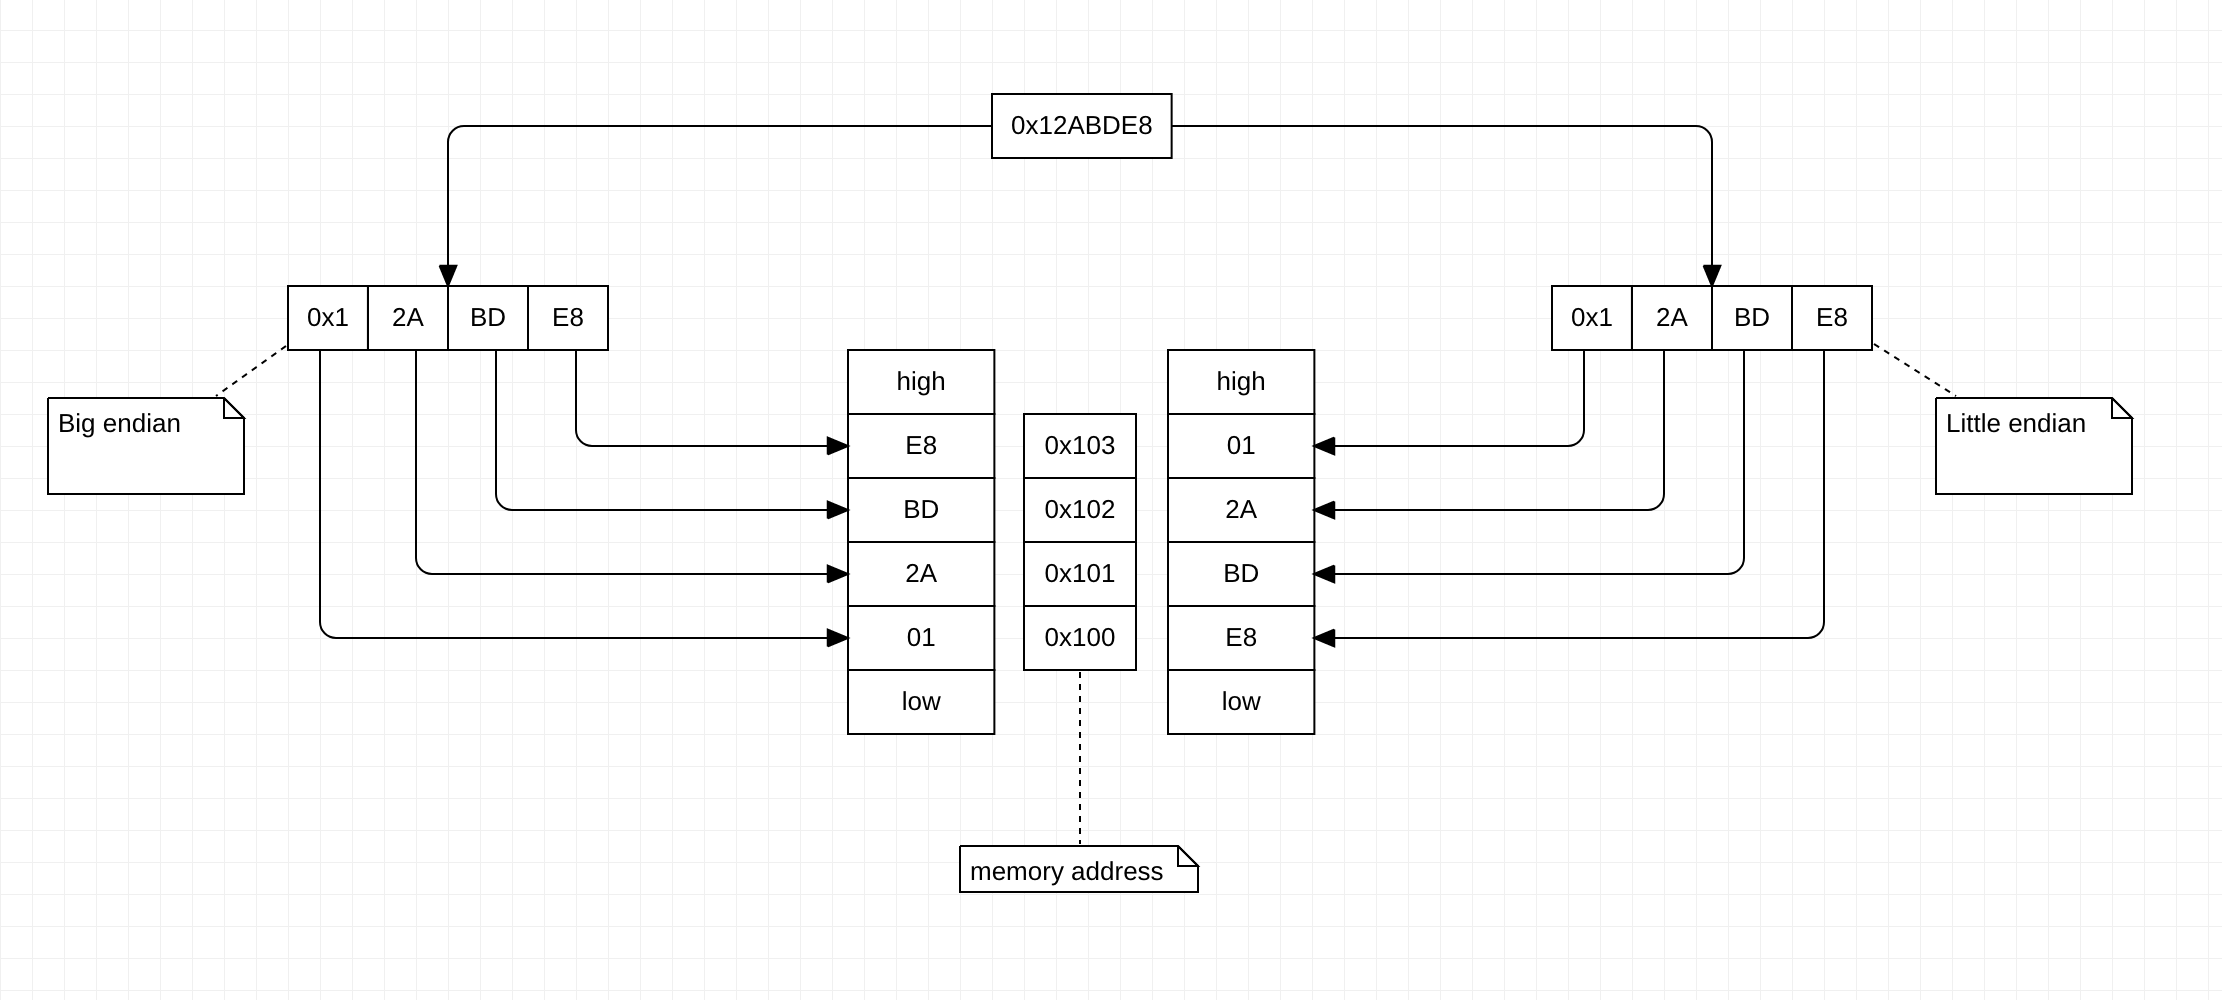 0x12ABDE8
0x1 2A BD E8
0x1 2A BD E8
Big endian
Little endian
high
E8
BD
2A
01
low
0x103
0x102
0x101
0x100
high
01
2A
BD
E8
low
memory address